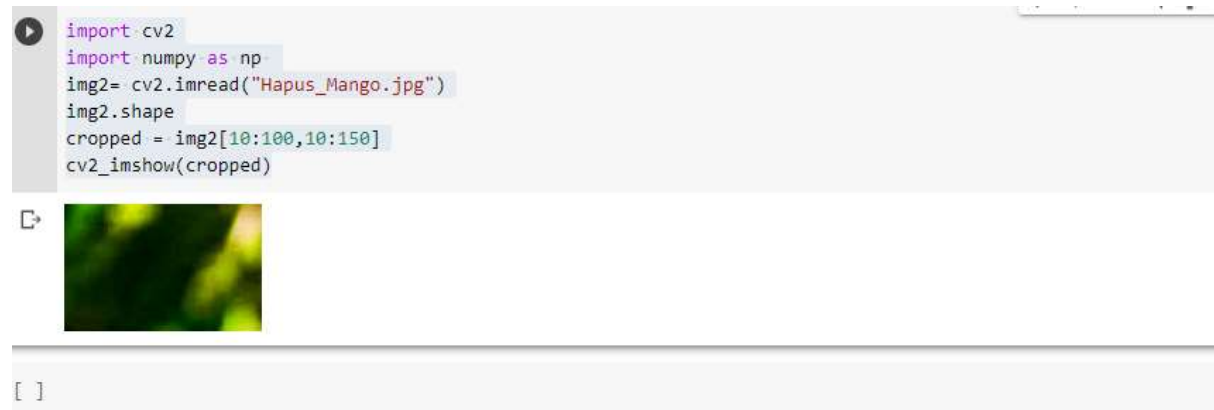 import cv2
import numpy as np
img2= cv2.imread("Hapus_Mango.jpg")
img2.shape
cropped = img2[10:100,10:150]
cv2_imshow(cropped)
[ ]